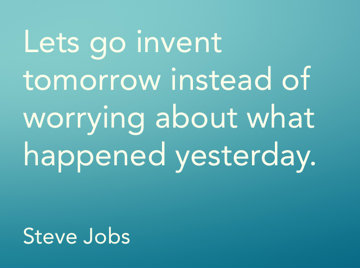 Lets go invent
tomorrow instead of
worrying about what
happened yesterday.
Steve Jobs